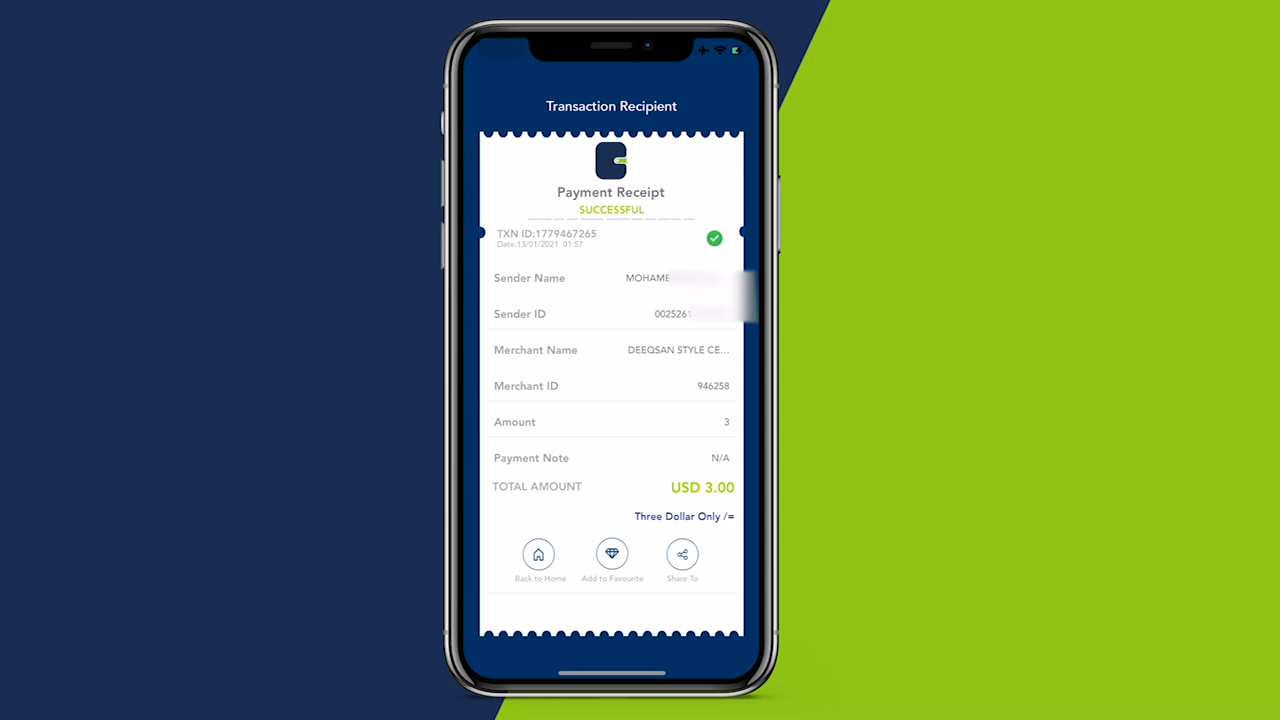 Transaction Recipient
Payment Receipt
SUCCESSFUL
TXN ID:1779467265
Date:13/01/2021 01:57
Sender Name MOHAME
Sender ID 0025261
Merchant Name DEEQSAN STYLE CE...
Merchant ID 946258
Amount 3
Payment Note N/A
TOTAL AMOUNT USD 3.00
Three Dollar Only /=
Back to Home Add to Favourite Share To